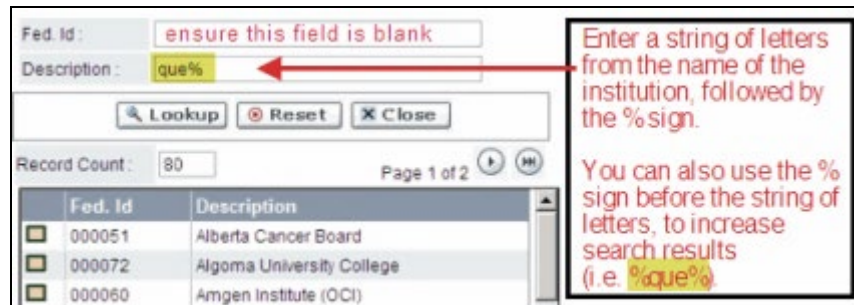 Fed. Id :
ensure this field is blank
Description :
que%
Lookup
Reset
Close
Record Count :
80
Page 1 of 2
Fed. Id
Description
000051
Alberta Cancer Board
000072
Algoma University College
000060
Amgen Institute (OCI)
Enter a string of letters
from the name of the
institution, followed by
the % sign.
You can also use the %
sign before the string of
letters, to increase
search results
(i.e. %que%).